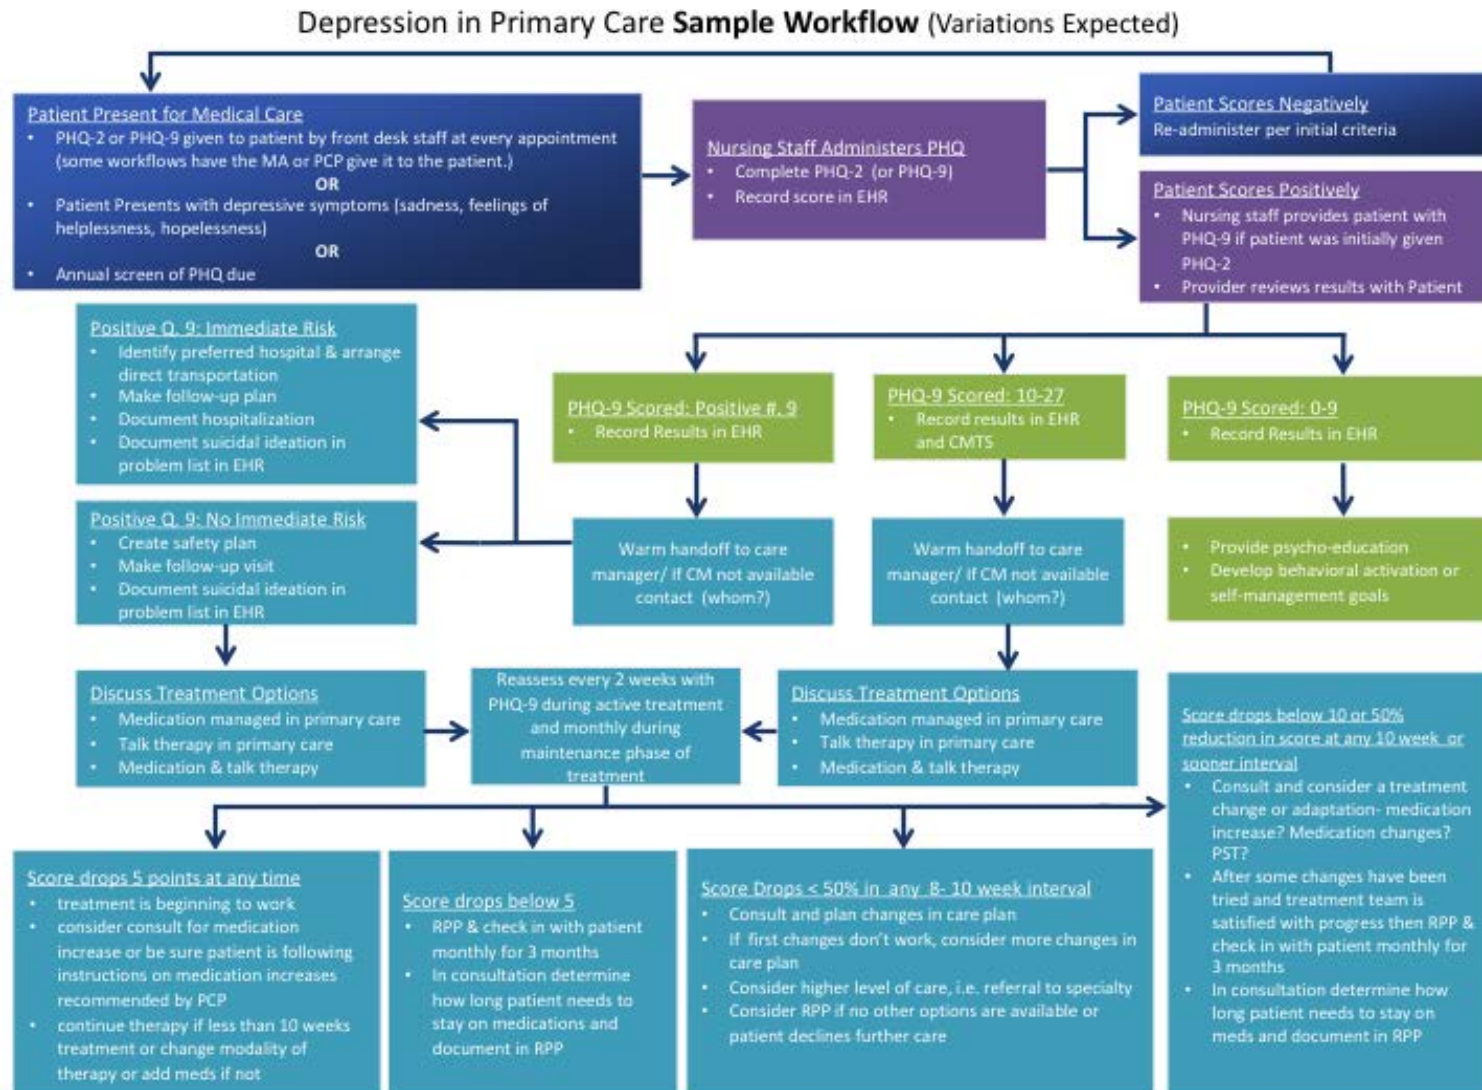 Depression in Primary Care Sample Workflow (Variations Expected)
Patient Present for Medical Care
• PHQ-2 or PHQ-9 given to patient by front desk staff at every appointment
(some workflows have the MA or PCP give it to the patient.)
OR
• Patient Presents with depressive symptoms (sadness, feelings of
helplessness, hopelessness)
OR
• Annual screen of PHQ due
Nursing Staff Administers PHQ
• Complete PHQ-2 (or PHQ-9)
• Record score in EHR
Patient Scores Negatively
Re-administer per initial criteria
Patient Scores Positively
• Nursing staff provides patient with
PHQ-9 if patient was initially given
PHQ-2
• Provider reviews results with Patient
Positive Q. 9: Immediate Risk
• Identify preferred hospital & arrange
direct transportation
• Make follow-up plan
• Document hospitalization
• Document suicidal ideation in
problem list in EHR
PHQ-9 Scored: Positive #. 9
• Record Results in EHR
PHQ-9 Scored: 10-27
• Record results in EHR
and CMTS
PHQ-9 Scored: 0-9
• Record Results in EHR
Positive Q. 9: No Immediate Risk
• Create safety plan
• Make follow-up visit
• Document suicidal ideation in
problem list in EHR
Warm handoff to care
manager/ if CM not available
contact (whom?)
Warm handoff to care
manager/ if CM not available
contact (whom?)
• Provide psycho-education
• Develop behavioral activation or
self-management goals
Discuss Treatment Options
• Medication managed in primary care
• Talk therapy in primary care
• Medication & talk therapy
Reassess every 2 weeks with
PHQ-9 during active treatment
and monthly during
maintenance phase of
treatment
Discuss Treatment Options
• Medication managed in primary care
• Talk therapy in primary care
• Medication & talk therapy
Score drops below 10 or 50%
reduction in score at any 10 week or
sooner interval
• Consult and consider a treatment
change or adaptation- medication
increase? Medication changes?
PST?
• After some changes have been
tried and treatment team is
satisfied with progress then RPP &
check in with patient monthly for
3 months
• In consultation determine how
long patient needs to stay on
meds and document in RPP
Score drops 5 points at any time
• treatment is beginning to work
• consider consult for medication
increase or be sure patient is following
instructions on medication increases
recommended by PCP
• continue therapy if less than 10 weeks
treatment or change modality of
therapy or add meds if not
Score drops below 5
• RPP & check in with patient
monthly for 3 months
• In consultation determine
how long patient needs to
stay on medications and
document in RPP
Score Drops < 50% in any 8- 10 week interval
• Consult and plan changes in care plan
• If first changes don't work, consider more changes in
care plan
• Consider higher level of care, i.e. referral to specialty
• Consider RPP if no other options are available or
patient declines further care